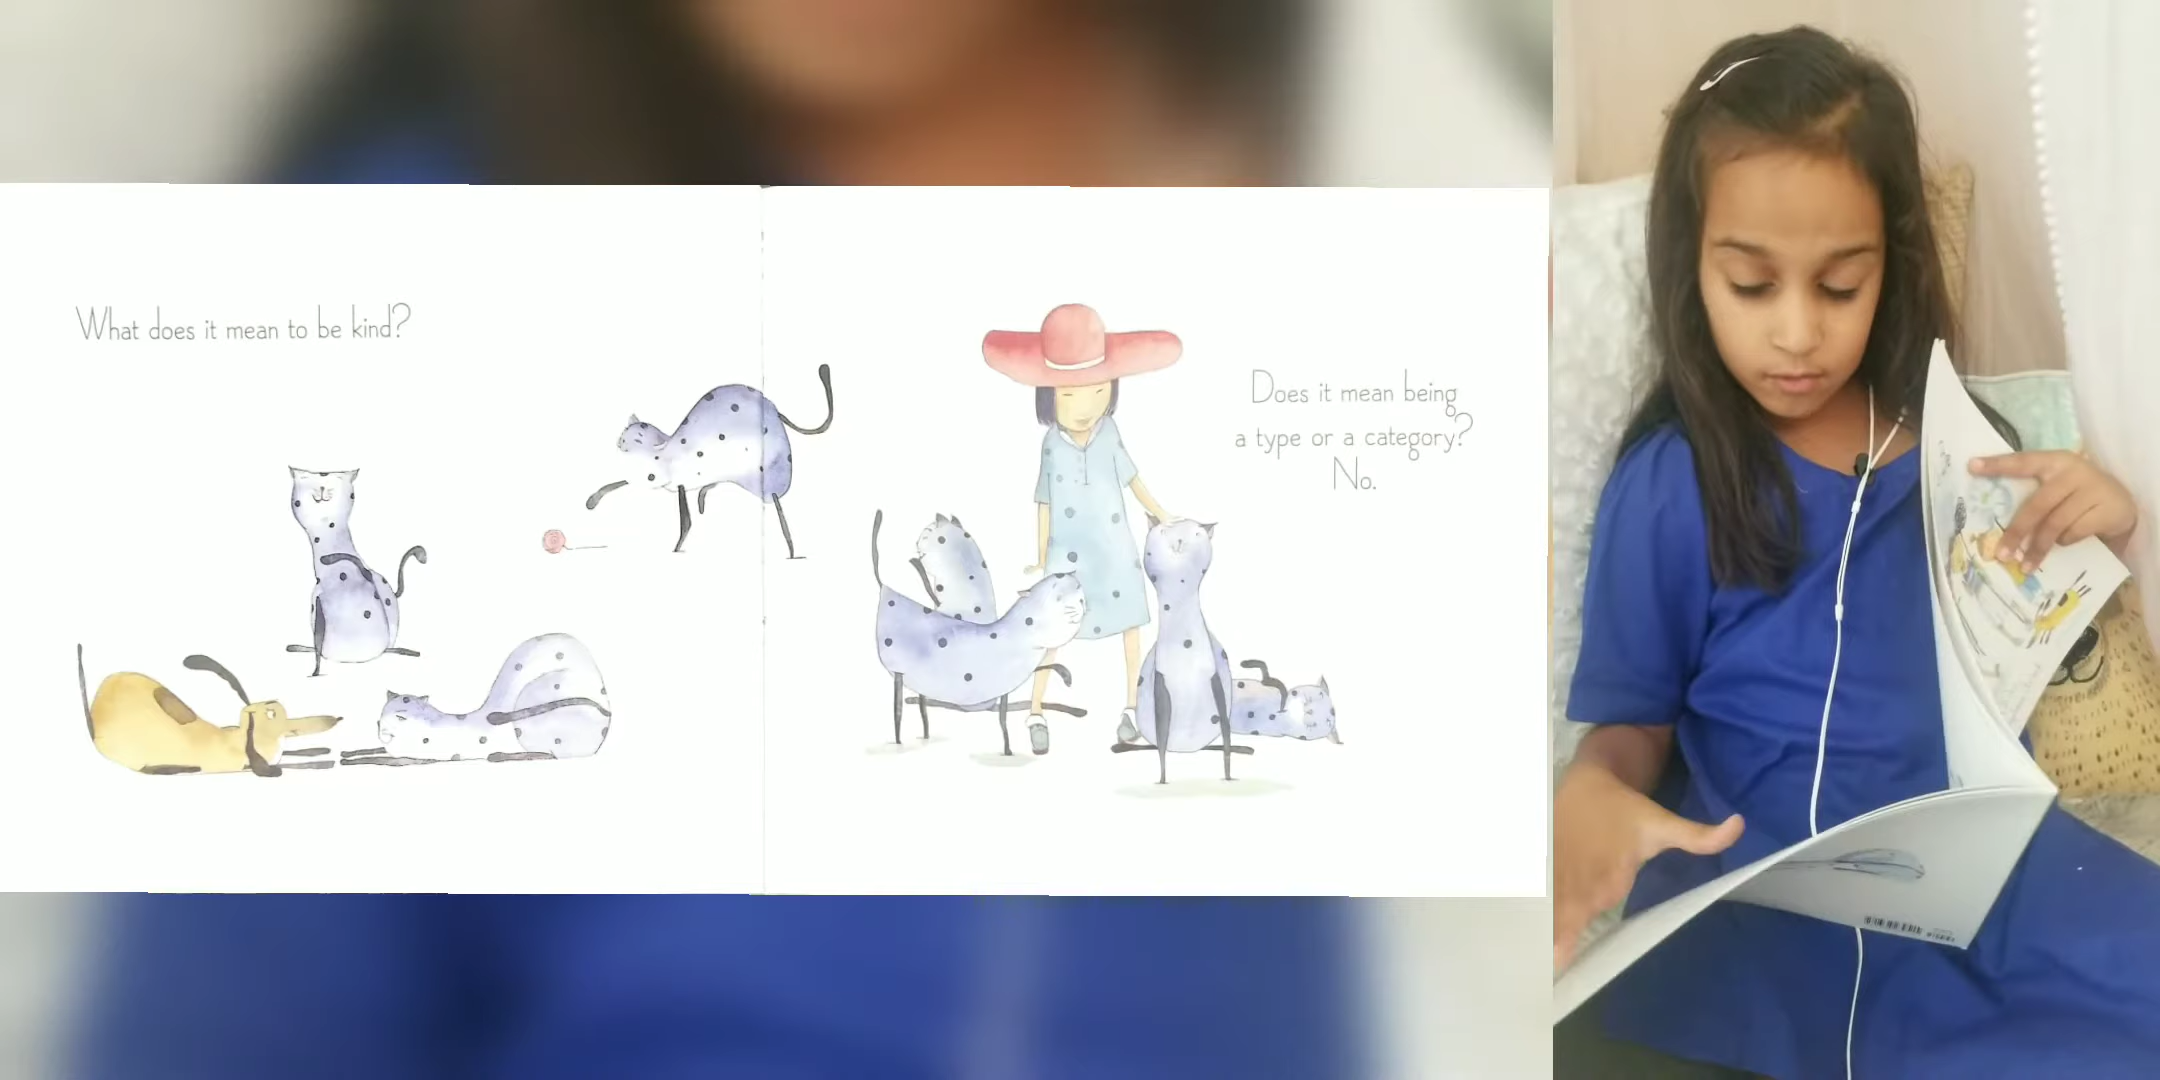 What does it mean to be kind?
Does it mean being
a type or a category?
No.